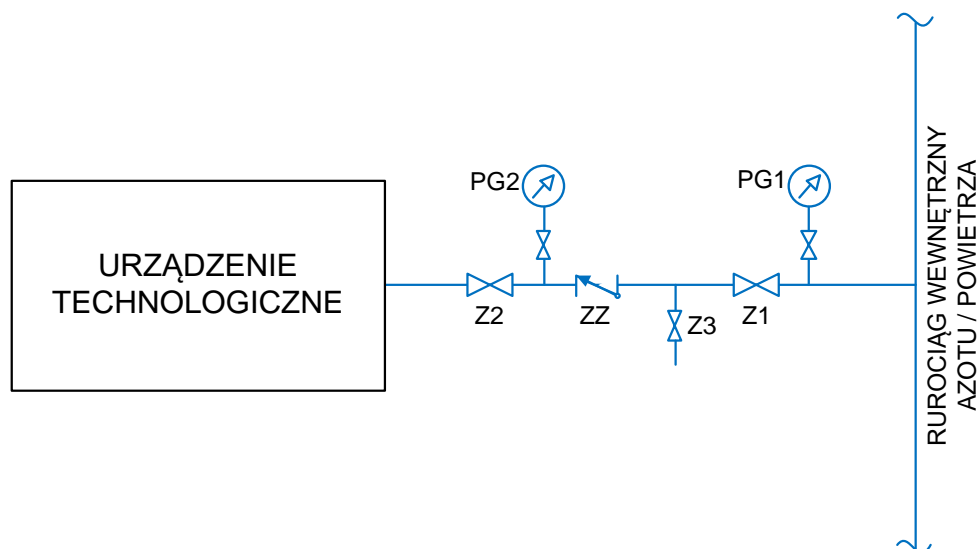 URZĄDZENIE
TECHNOLOGICZNE
PG2
PG1
Z2
ZZ
Z3
Z1
RUROCIĄG WEWNĘTRZNY
AZOTU / POWIETRZA